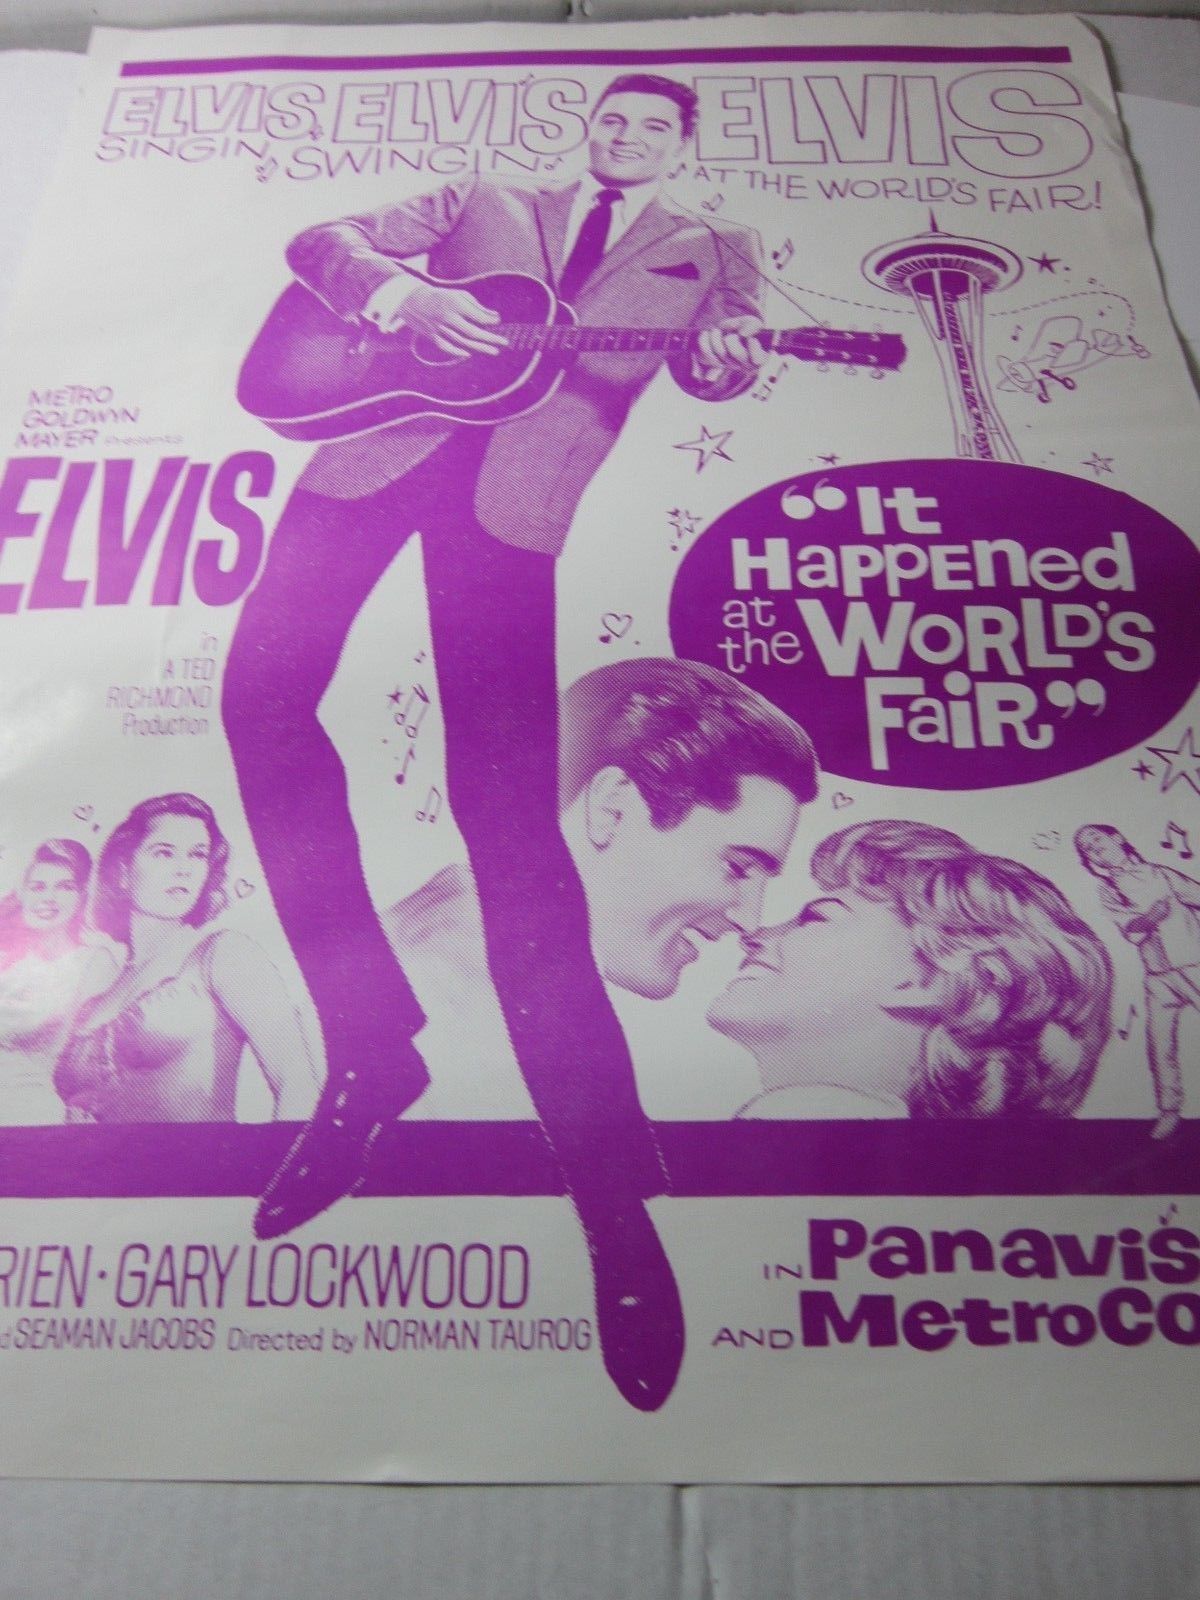 ELVIS, ELVIS ELVIS
SINGIN, SWINGIN, AT THE WORLD'S FAIR!
METRO
GOLDWYN
MAYER presents
ELVIS
in
A TED
RICHMOND
Production
"It
HaPPEned
at the WORLD'S
FaiR"
RIEN · GARY LOCKWOOD
d SEAMAN JACOBS Directed by NORMAN TAUROG
IN PanaviS
AND MetroCO